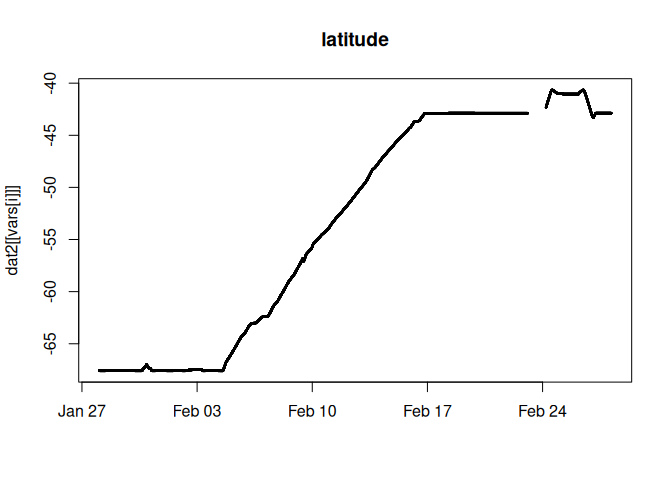 latitude
dat2[[vars[i]]]
-40
-45
-50
-55
-60
-65
Jan 27
Feb 03
Feb 10
Feb 17
Feb 24